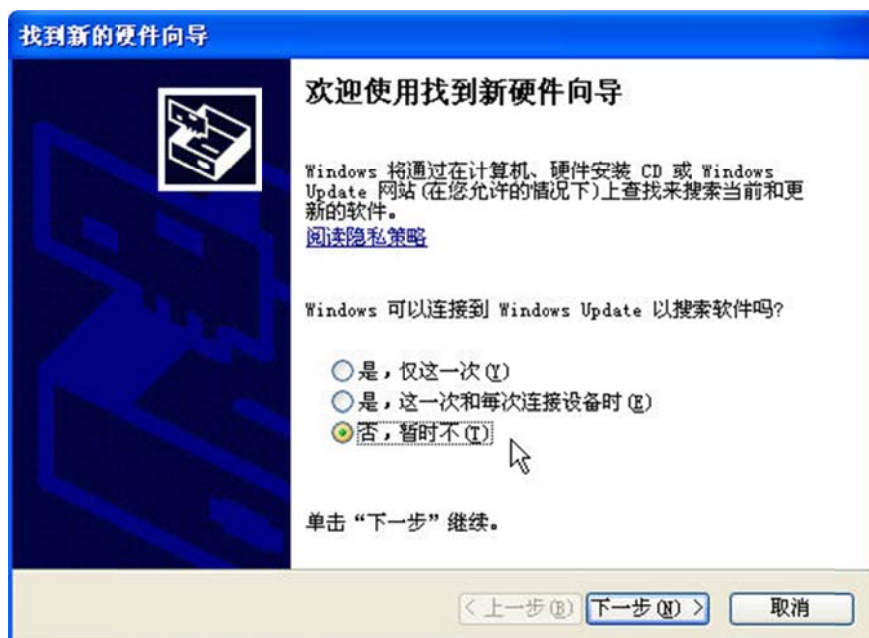 找到新的硬件向导
欢迎使用找到新硬件向导
Windows 将通过在计算机、硬件安装 CD 或 Windows
Update 网站(在您允许的情况下)上查找来搜索当前和更
新的软件。
阅读隐私策略
Windows 可以连接到 Windows Update 以搜索软件吗?
是，仅这一次(Y)
是，这一次和每次连接设备时(E)
否，暂时不(T)
单击“下一步”继续。
< 上一步(B) 下一步(N) > 取消